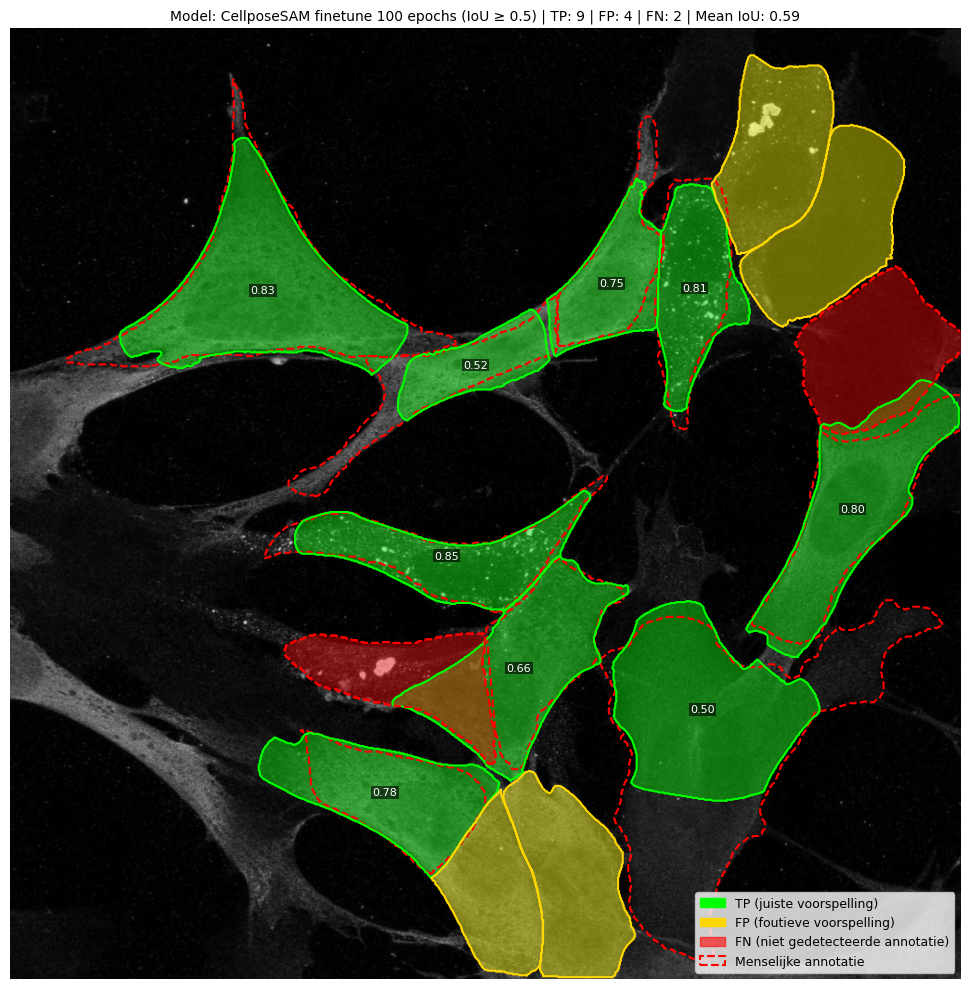 Model: CellposeSAM finetune 100 epochs (IoU ≥ 0.5) | TP: 9 | FP: 4 | FN: 2 | Mean IoU: 0.59
0.83
0.75
0.81
0.52
0.80
0.85
0.66
0.50
0.78
TP (juiste voorspelling)
FP (foutieve voorspelling)
FN (niet gedetecteerde annotatie)
Menselijke annotatie